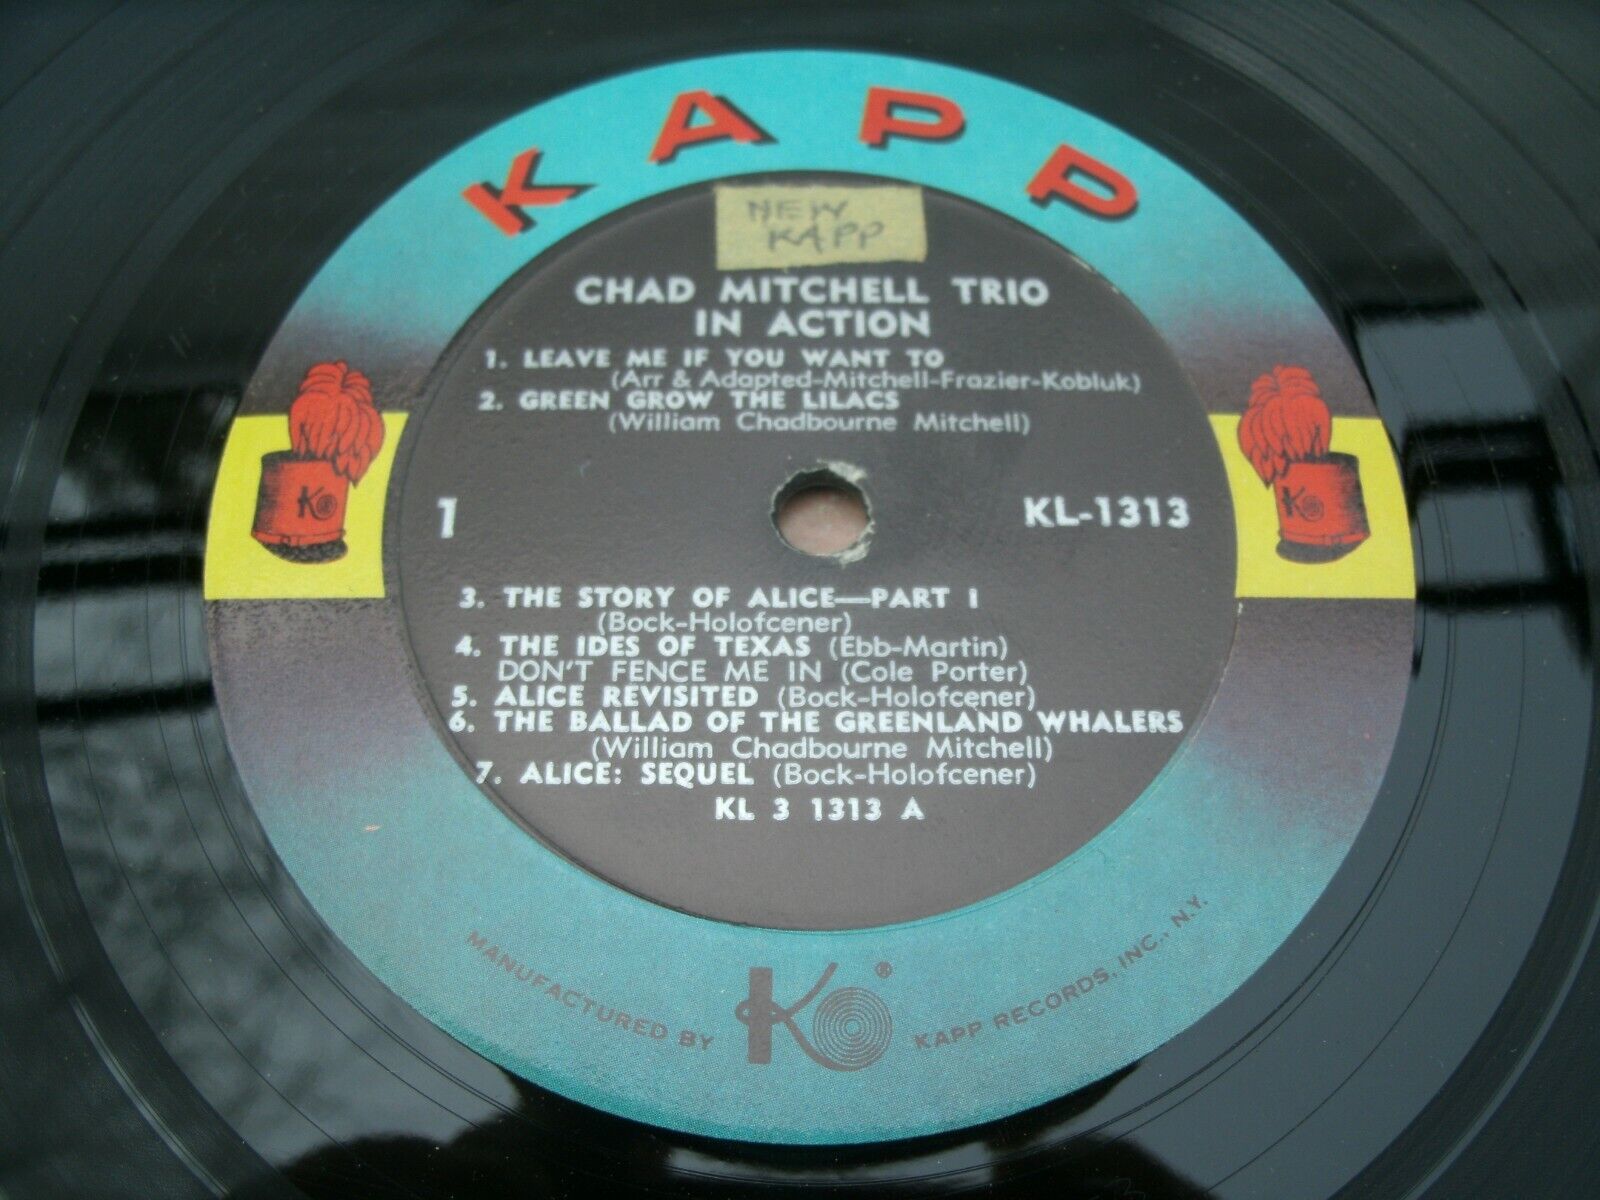 KAPP
NEW
KAPP
CHAD MITCHELL TRIO
IN ACTION
1. LEAVE ME IF YOU WANT TO
(Arr & Adapted-Mitchell-Frazier-Kobluk)
2. GREEN GROW THE LILACS
(William Chadbourne Mitchell)
1
KL-1313
K
K
3. THE STORY OF ALICE—PART I
(Bock-Holofcener)
4. THE IDES OF TEXAS (Ebb-Martin)
DON'T FENCE ME IN (Cole Porter)
5. ALICE REVISITED (Bock-Holofcener)
6. THE BALLAD OF THE GREENLAND WHALERS
(William Chadbourne Mitchell)
7. ALICE: SEQUEL (Bock-Holofcener)
KL 3 1313 A
MANUFACTURED BY K ® KAPP RECORDS, INC., N.Y.